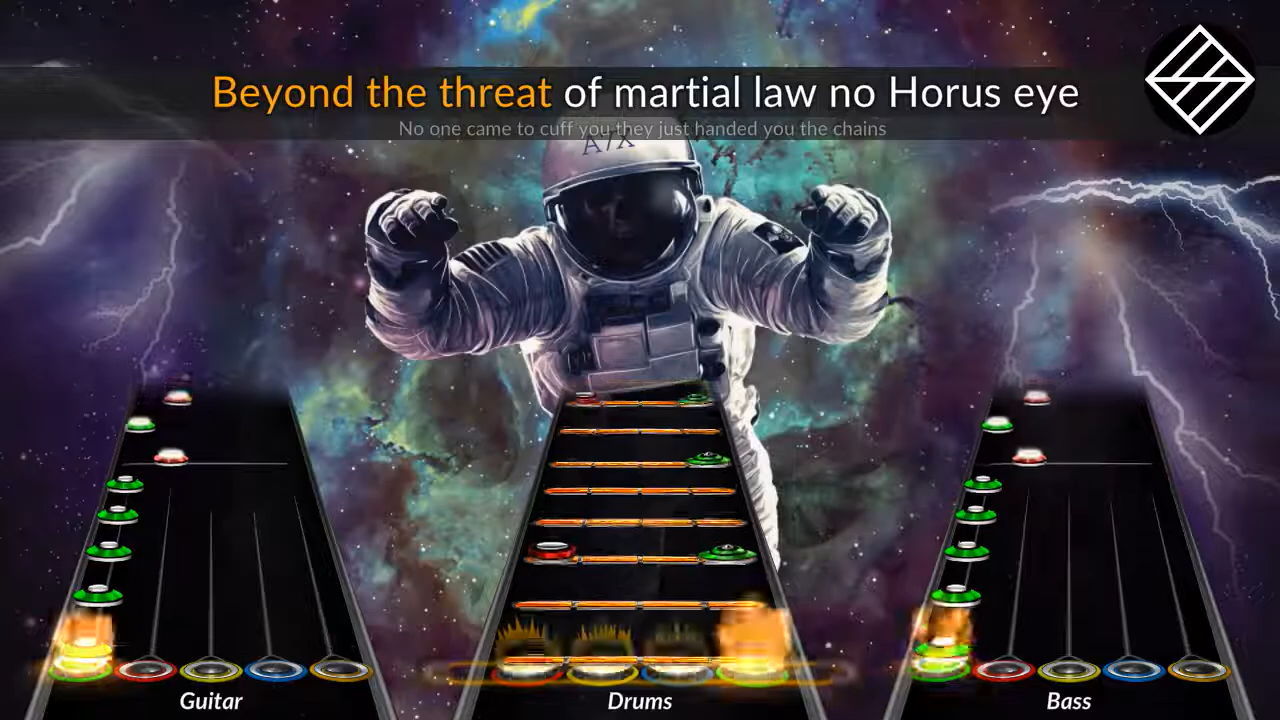 Beyond the threat of martial law no Horus eye
No one came to cuff you they just handed you the chains
A7X
Guitar
Drums
Bass